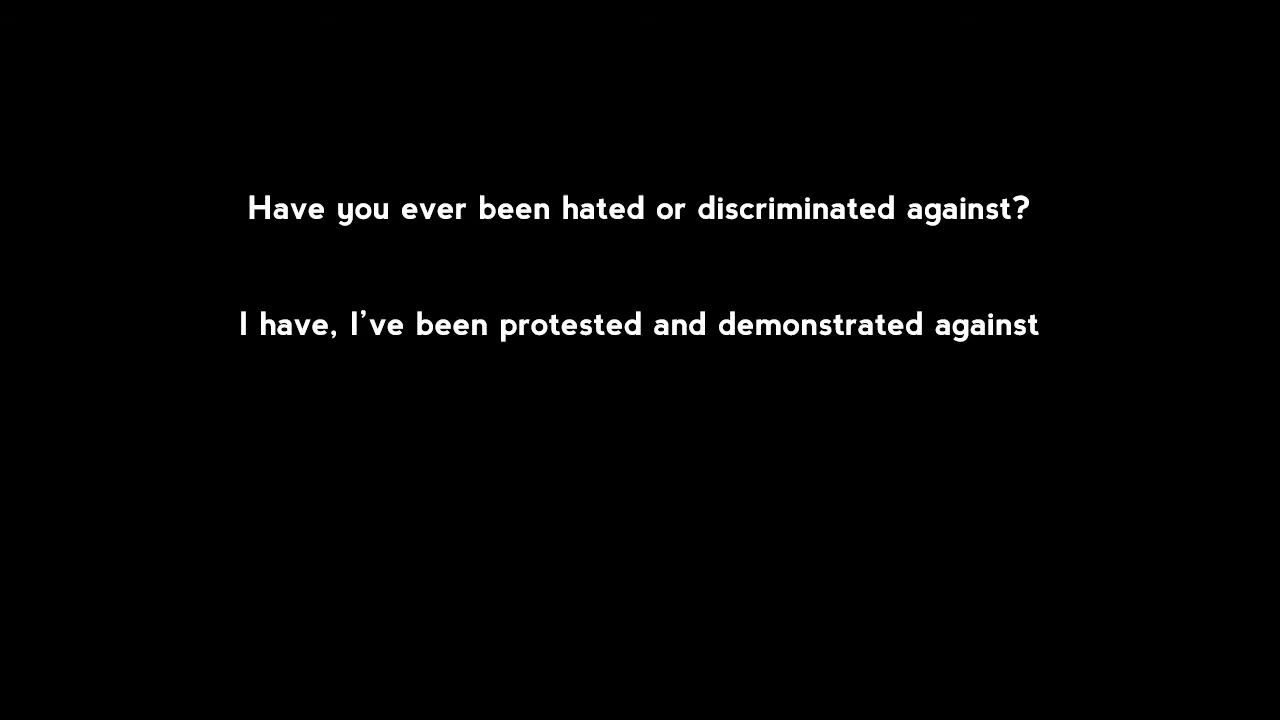 Have you ever been hated or discriminated against?
I have, I’ve been protested and demonstrated against